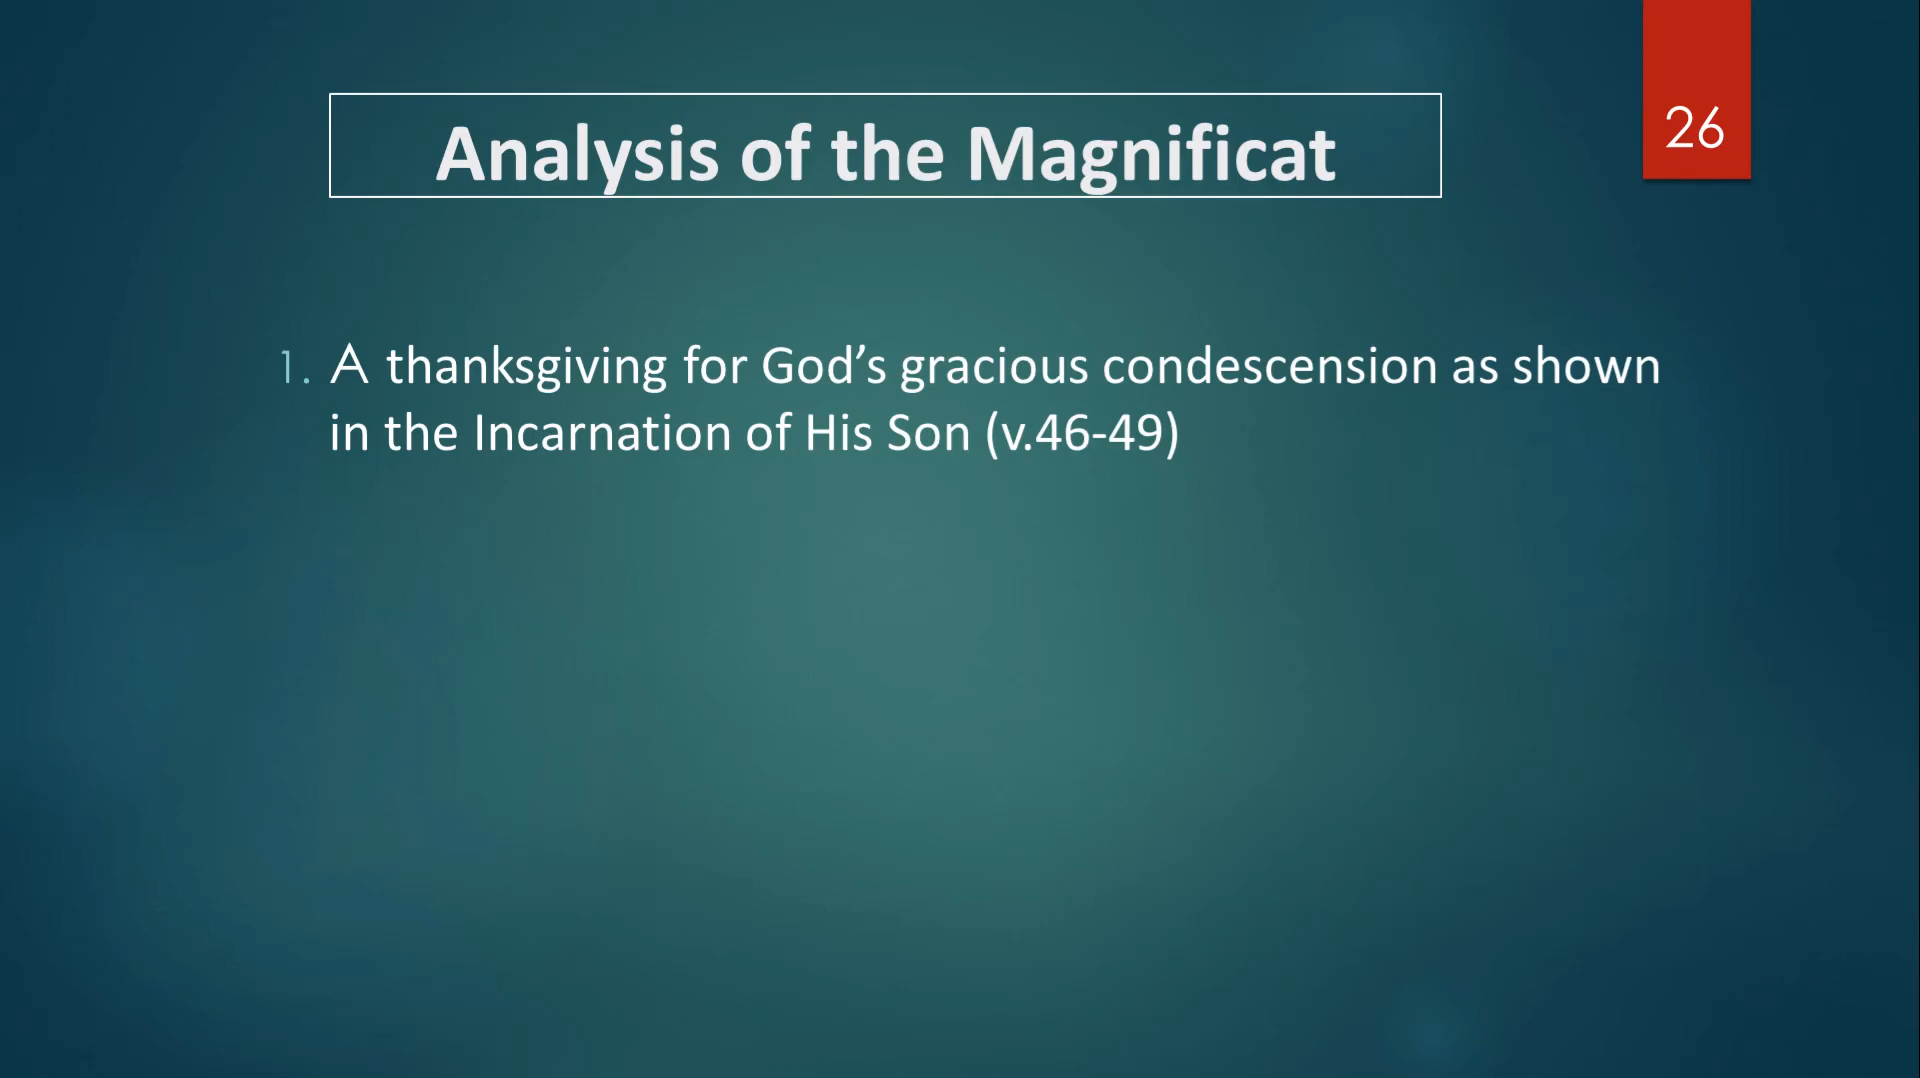 26
Analysis of the Magnificat
1. A thanksgiving for God’s gracious condescension as shown
in the Incarnation of His Son (v.46-49)